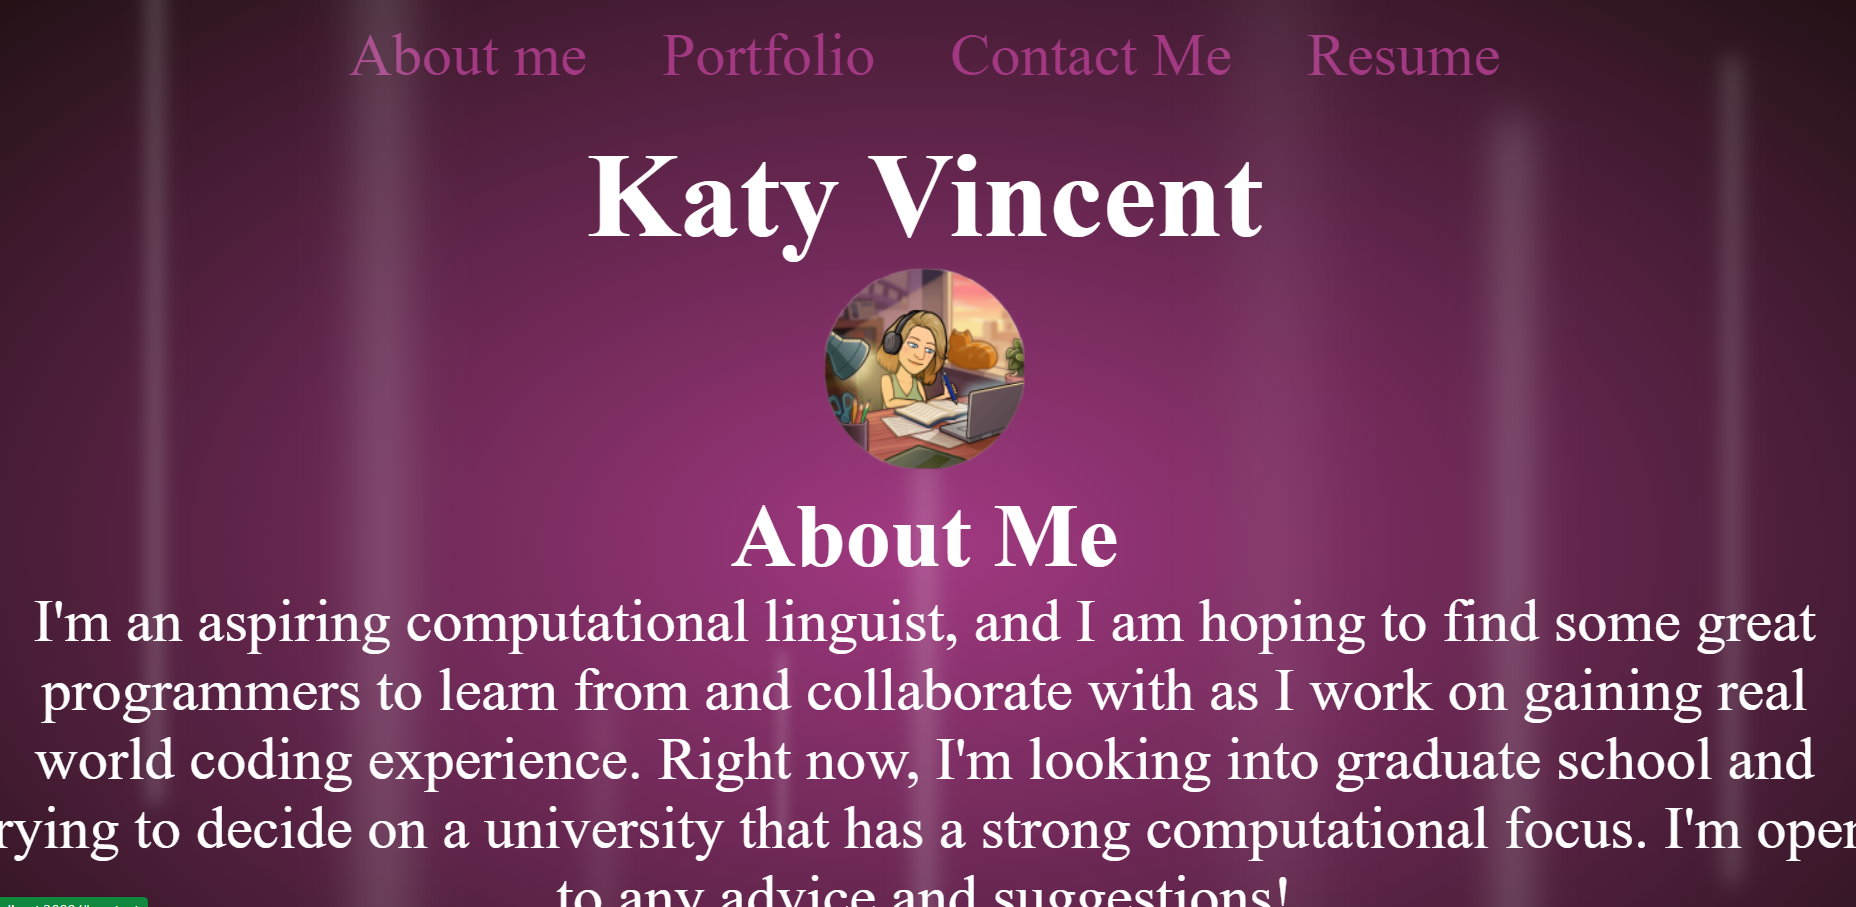 About me Portfolio Contact Me Resume
Katy Vincent
About Me
I'm an aspiring computational linguist, and I am hoping to find some great
programmers to learn from and collaborate with as I work on gaining real
world coding experience. Right now, I'm looking into graduate school and
rying to decide on a university that has a strong computational focus. I'm open
to any advice and suggestions!